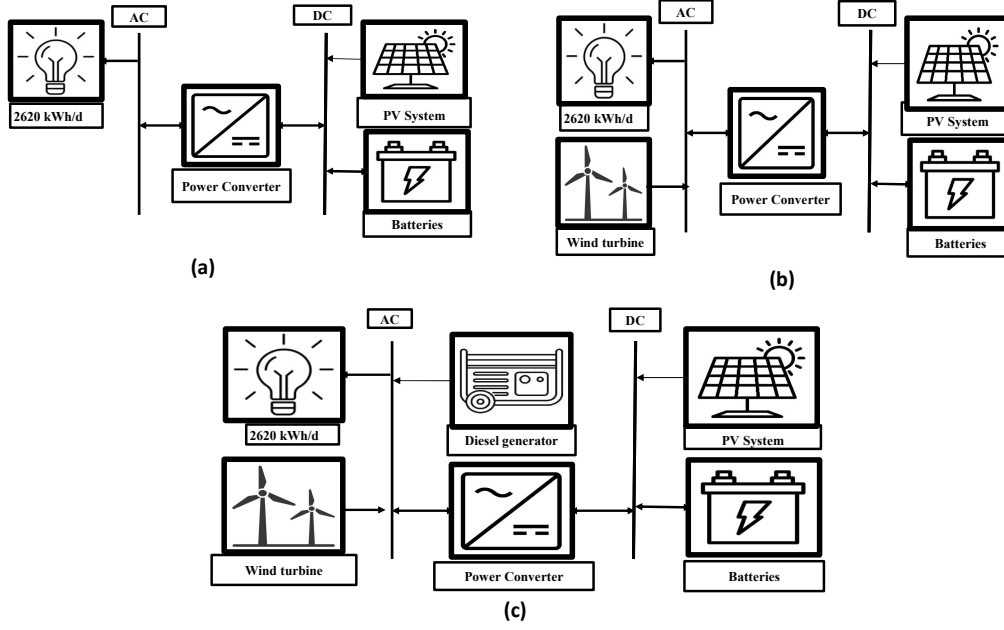 AC
DC
2620 kWh/d
PV System
Power Converter
Batteries
(a)
AC
DC
2620 kWh/d
PV System
Wind turbine
Power Converter
Batteries
(b)
AC
DC
2620 kWh/d
Diesel generator
PV System
Wind turbine
Power Converter
Batteries
(c)